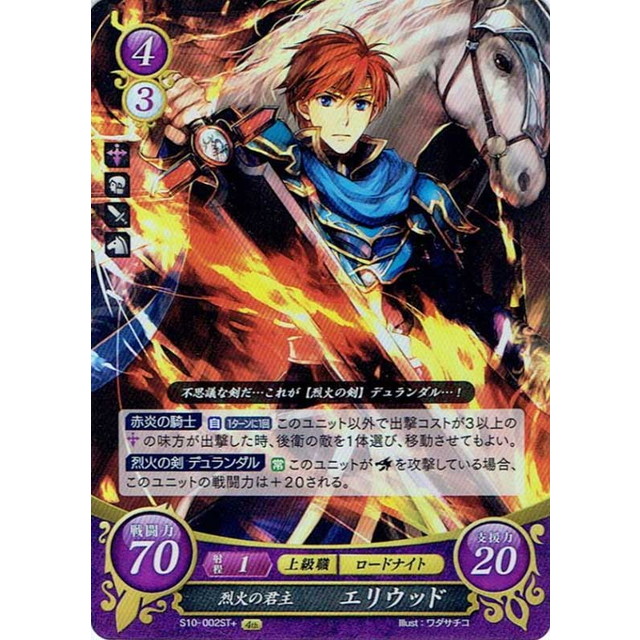 4
3
不思議な剣だ…これが【烈火の剣】デュランダル…！
赤炎の騎士 自 1ターンに1回 このユニット以外で出撃コストが3以上の
の味方が出撃した時、後衛の敵を1体選び、移動させてもよい。
烈火の剣 デュランダル 常 このユニットが を攻撃している場合、
このユニットの戦闘力は＋20される。
戦闘力 70
射程 1 上級職 ロードナイト
支援力 20
烈火の君主 エリウッド
S10-002ST+ 4th Illust：ワダサチコ